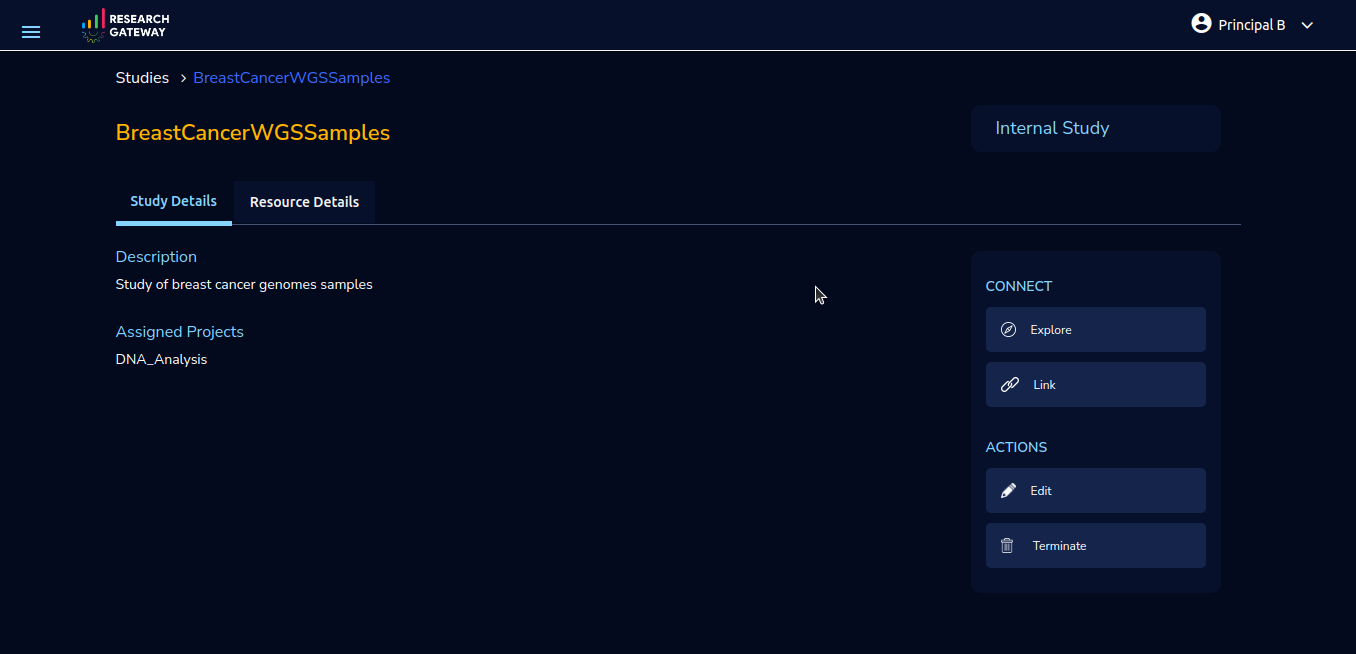 RESEARCH
GATEWAY
Principal B
Studies > BreastCancerWGSSamples
BreastCancerWGSSamples
Internal Study
Study Details
Resource Details
Description
Study of breast cancer genomes samples
Assigned Projects
DNA_Analysis
CONNECT
Explore
Link
ACTIONS
Edit
Terminate